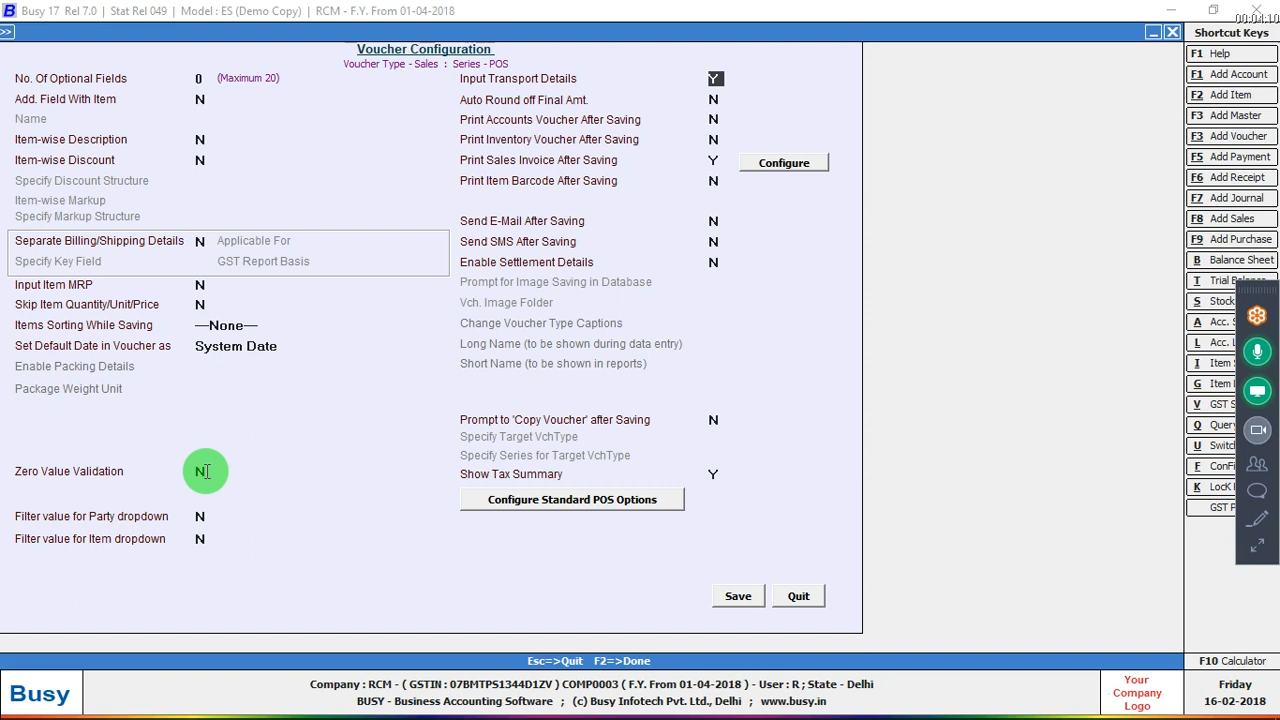 Busy 17 Rel 7.0 | Stat Rel 049 | Model : ES (Demo Copy) | RCM - F.Y. From 01-04-2018
00:04:10
>>
Voucher Configuration
Voucher Type - Sales : Series - POS
No. Of Optional Fields 0 (Maximum 20)
Add. Field With Item N
Name
Item-wise Description N
Item-wise Discount N
Specify Discount Structure
Item-wise Markup
Specify Markup Structure
Separate Billing/Shipping Details N Applicable For
Specify Key Field GST Report Basis
Input Item MRP N
Skip Item Quantity/Unit/Price N
Items Sorting While Saving —None—
Set Default Date in Voucher as System Date
Enable Packing Details
Package Weight Unit
Zero Value Validation N
Filter value for Party dropdown N
Filter value for Item dropdown N
Input Transport Details Y
Auto Round off Final Amt. N
Print Accounts Voucher After Saving N
Print Inventory Voucher After Saving N
Print Sales Invoice After Saving Y Configure
Print Item Barcode After Saving N
Send E-Mail After Saving N
Send SMS After Saving N
Enable Settlement Details N
Prompt for Image Saving in Database
Vch. Image Folder
Change Voucher Type Captions
Long Name (to be shown during data entry)
Short Name (to be shown in reports)
Prompt to 'Copy Voucher' after Saving N
Specify Target VchType
Specify Series for Target VchType
Show Tax Summary Y
Configure Standard POS Options
Save Quit
Shortcut Keys
F1 Help
F1 Add Account
F2 Add Item
F3 Add Master
F3 Add Voucher
F5 Add Payment
F6 Add Receipt
F7 Add Journal
F8 Add Sales
F9 Add Purchase
B Balance Sheet
T Trial
S Stock
A Acc.
L Acc.
I Item
G Item
V GST
Q
U
F
K LocK
GST
F10 Calculator
Esc=>Quit F2=>Done
Busy
Company : RCM - ( GSTIN : 07BMTPS1344D1ZV ) COMP0003 ( F.Y. From 01-04-2018 ) - User : R ; State - Delhi
BUSY - Business Accounting Software ; (c) Busy Infotech Pvt. Ltd., Delhi ; www.busy.in
Your
Company
Logo
Friday
16-02-2018